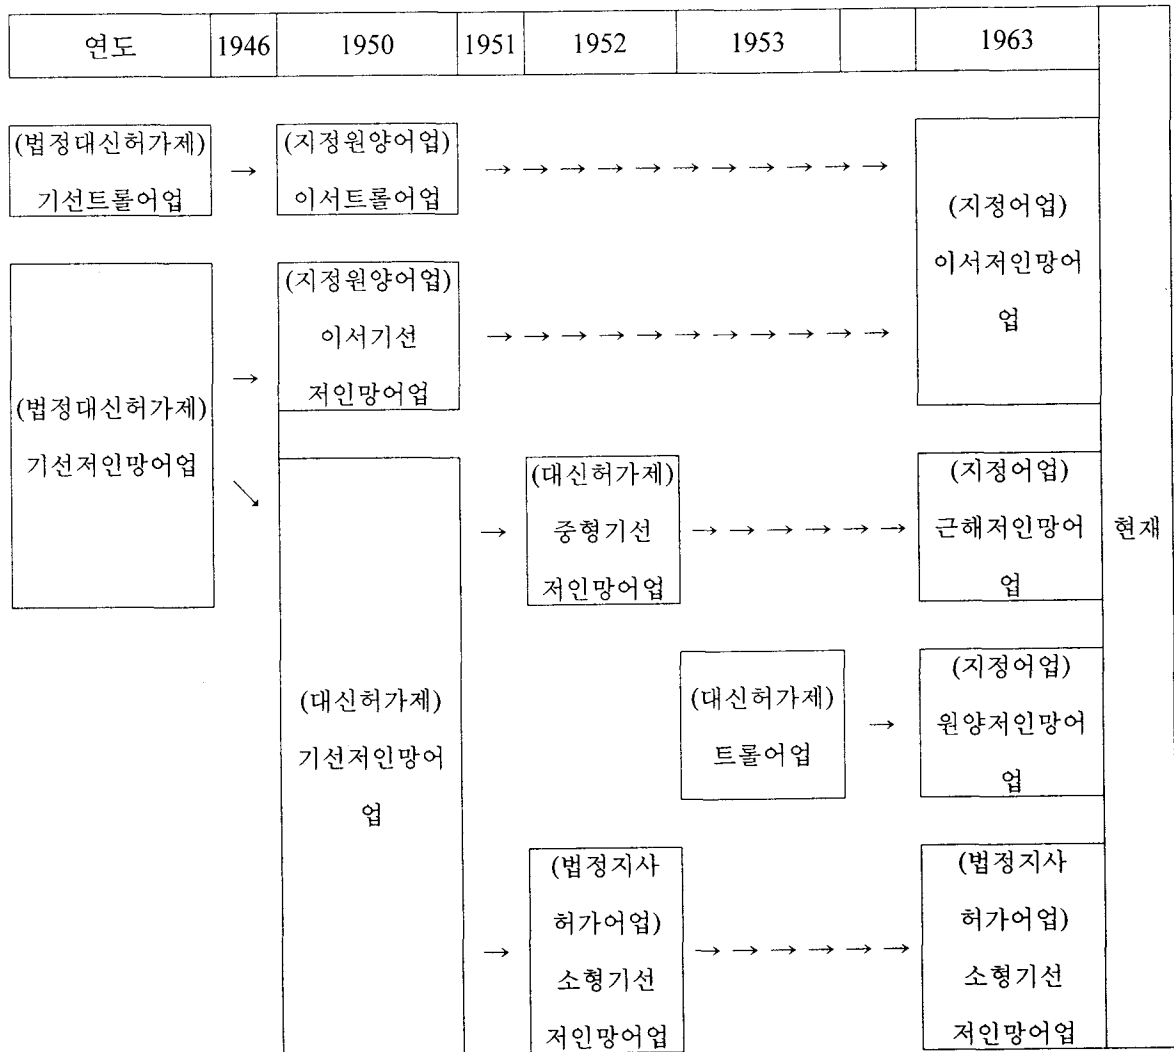 연도 1946 1950 1951 1952 1953 1963
(법정대신허가제)
기선트롤어업
→
(지정원양어업)
이서트롤어업
→ → → → → → → → →
(지정어업)
이서저인망어
업
(법정대신허가제)
기선저인망어업
→
↘
(지정원양어업)
이서기선
저인망어업
→ → → → → → → → →
(대신허가제)
기선저인망어
업
→
(대신허가제)
중형기선
저인망어업
→ → → → → →
(지정어업)
근해저인망어
업
(대신허가제)
트롤어업
→
(지정어업)
원양저인망어
업
→
(법정지사
허가어업)
소형기선
저인망어업
→ → → → → →
(법정지사
허가어업)
소형기선
저인망어업
현재